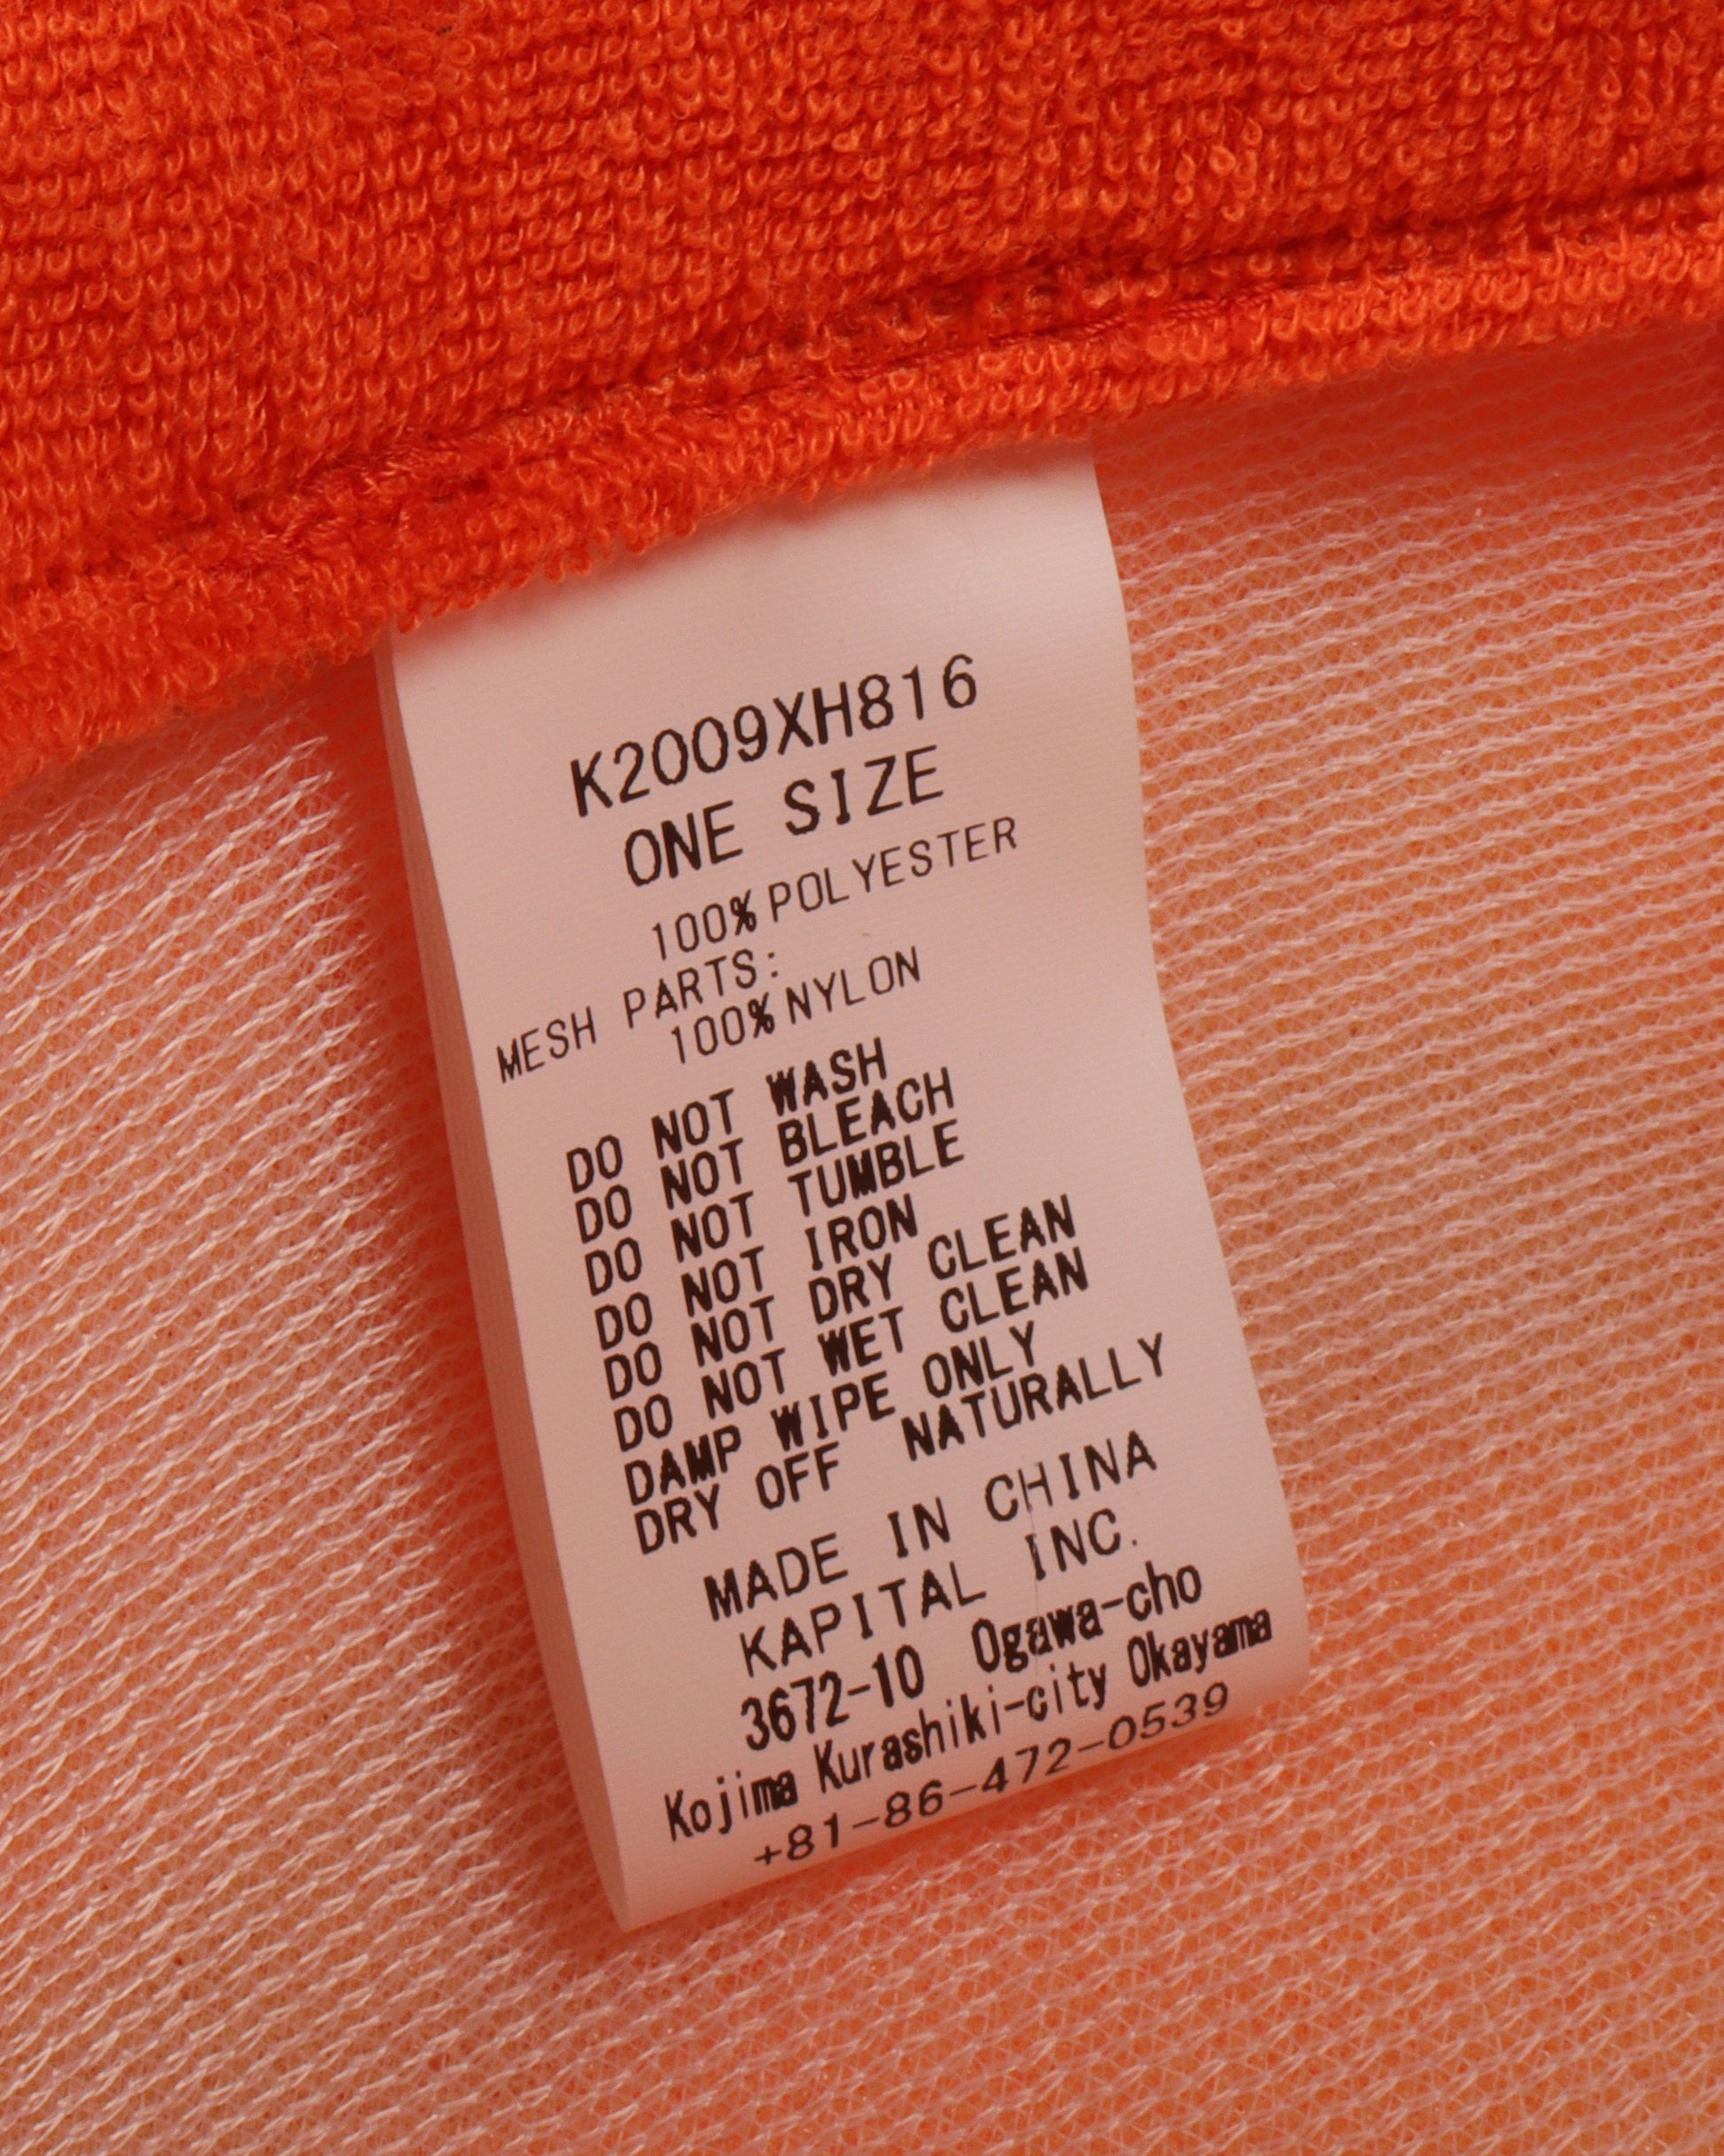 K2009XH816
ONE SIZE
100% POLYESTER
MESH PARTS:
100% NYLON
DO NOT WASH
DO NOT BLEACH
DO NOT TUMBLE
DO NOT IRON
DO NOT DRY CLEAN
DO NOT WET CLEAN
DAMP WIPE ONLY
DRY OFF NATURALLY
MADE IN CHINA
KAPITAL INC.
3672-10 Ogawa-cho
Kojima Kurashiki-city Okayama
+81-86-472-0539